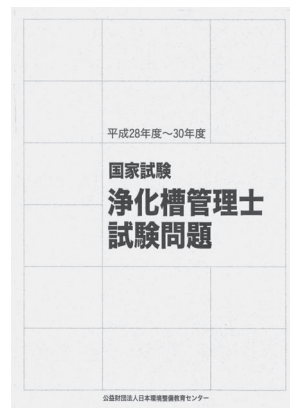 平成28年度～30年度
国家試験
浄化槽管理士
試験問題
公益財団法人日本環境整備教育センター